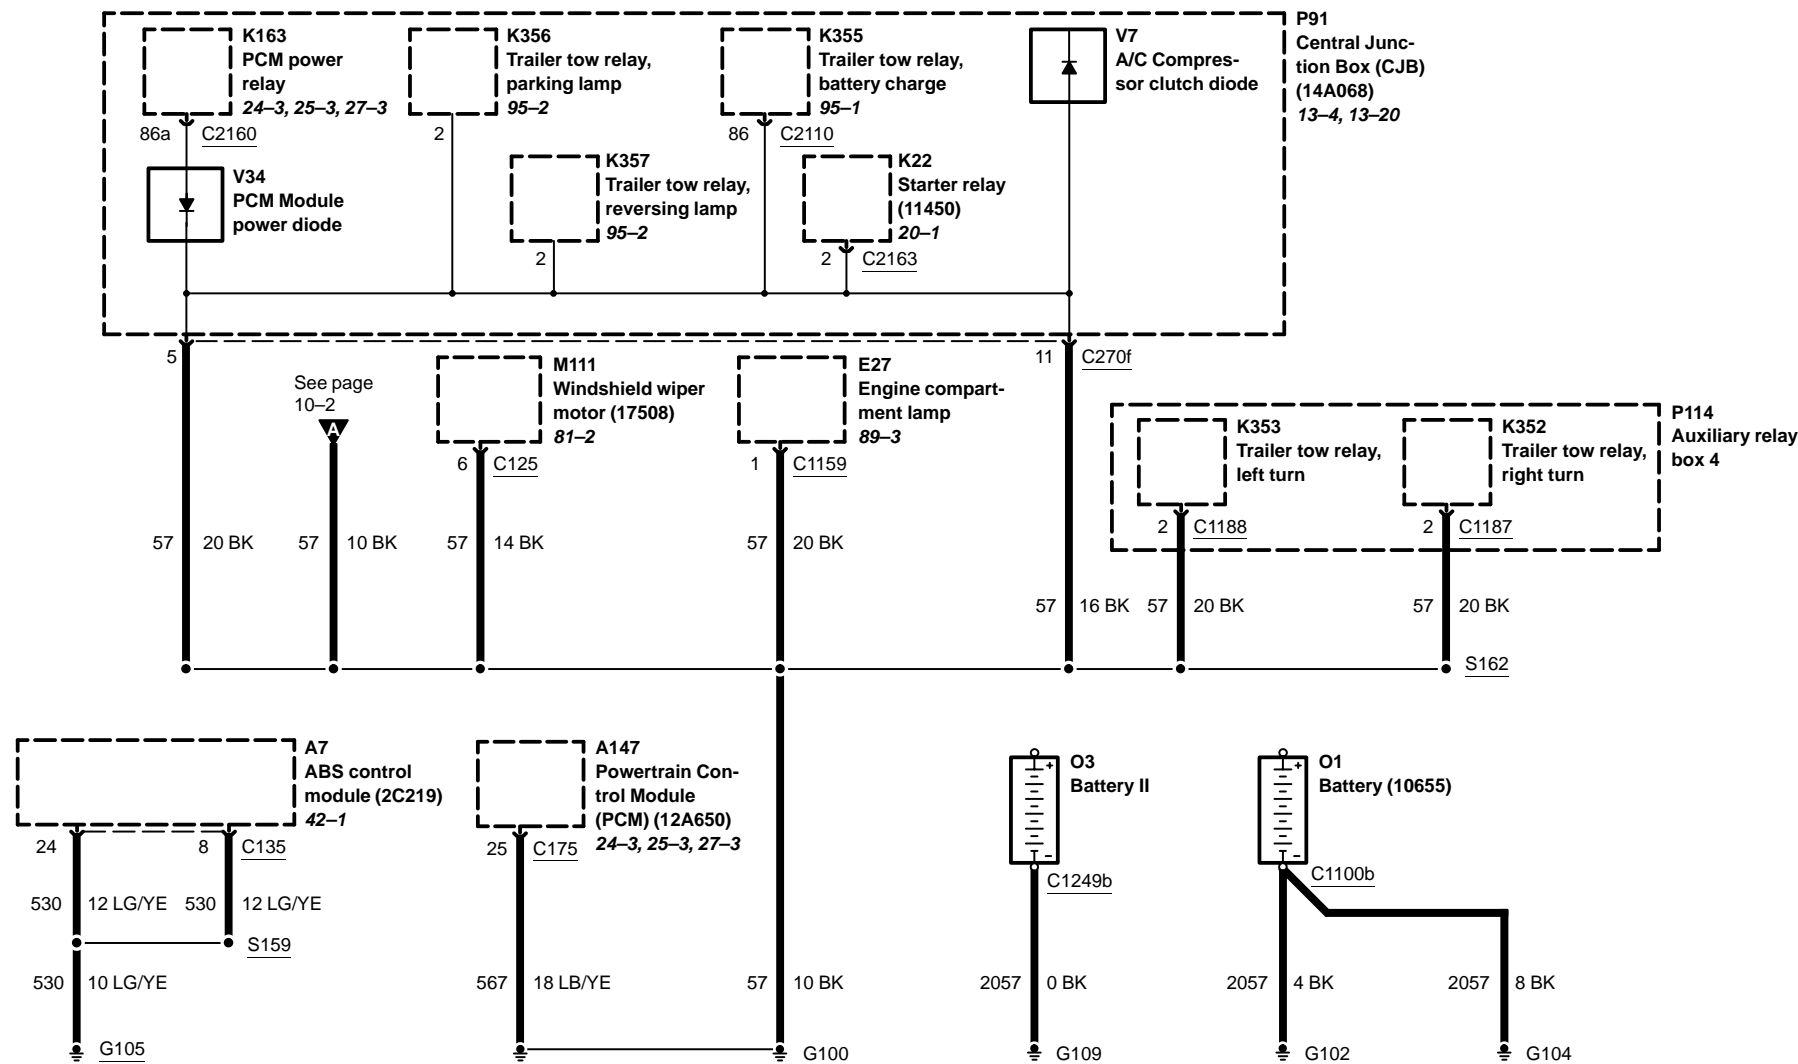 K163
PCM power
relay
24–3, 25–3, 27–3
86a
C2160
V34
PCM Module
power diode
K356
Trailer tow relay,
parking lamp
95–2
2
K357
Trailer tow relay,
reversing lamp
95–2
2
K355
Trailer tow relay,
battery charge
95–1
86
C2110
K22
Starter relay
(11450)
20–1
2
C2163
V7
A/C Compres-
sor clutch diode
P91
Central Junc-
tion Box (CJB)
(14A068)
13–4, 13–20
5
11
C270f
See page
10–2
A
M111
Windshield wiper
motor (17508)
81–2
6
C125
E27
Engine compart-
ment lamp
89–3
1
C1159
K353
Trailer tow relay,
left turn
2
C1188
K352
Trailer tow relay,
right turn
2
C1187
P114
Auxiliary relay
box 4
57
20 BK
57
10 BK
57
14 BK
57
20 BK
57
16 BK
57
20 BK
57
20 BK
S162
A7
ABS control
module (2C219)
42–1
24
8
C135
530
12 LG/YE
530
12 LG/YE
S159
530
10 LG/YE
G105
A147
Powertrain Con-
trol Module
(PCM) (12A650)
24–3, 25–3, 27–3
25
C175
567
18 LB/YE
57
10 BK
G100
+
–
O3
Battery II
C1249b
2057
0 BK
G109
+
–
O1
Battery (10655)
C1100b
2057
4 BK
G102
2057
8 BK
G104